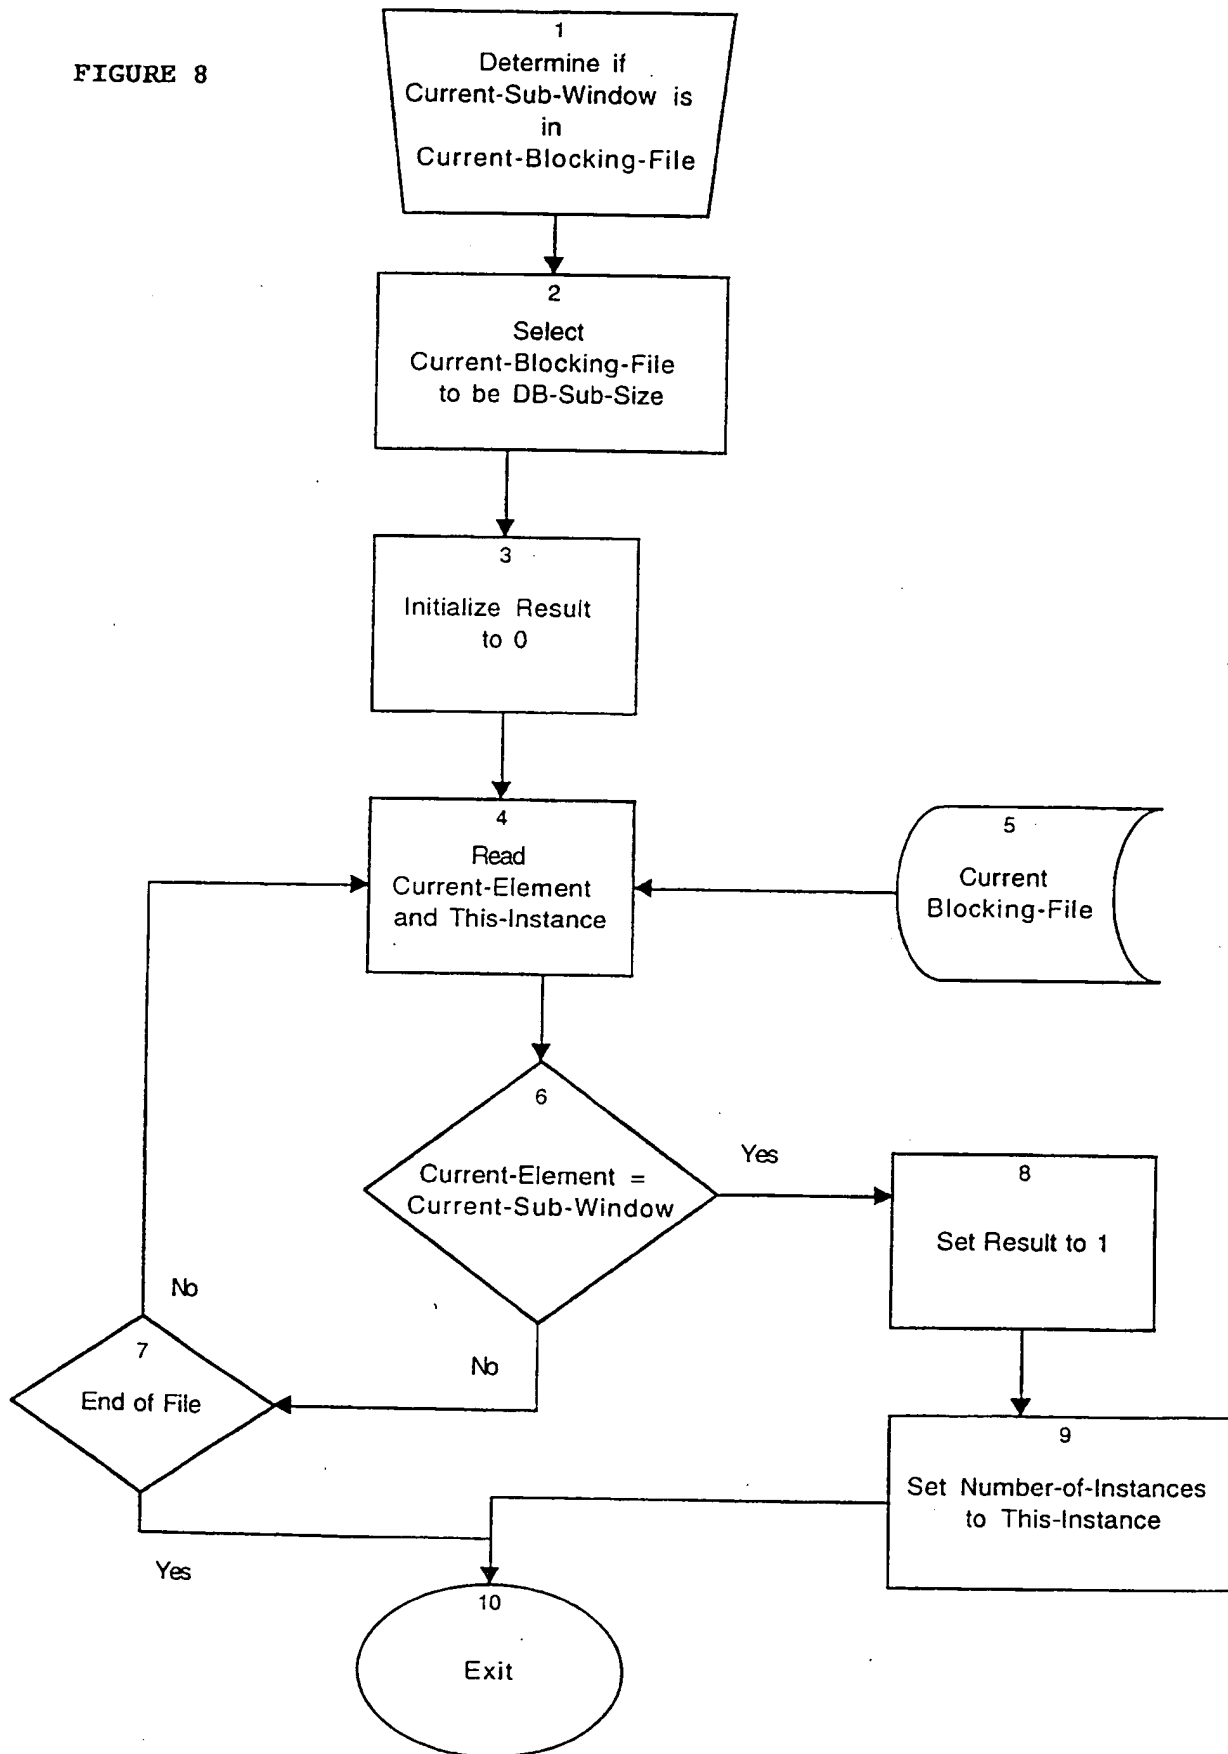 FIGURE 8
1
Determine if
Current-Sub-Window is
in
Current-Blocking-File
2
Select
Current-Blocking-File
to be DB-Sub-Size
3
Initialize Result
to 0
4
Read
Current-Element
and This-Instance
5
Current
Blocking-File
6
Current-Element =
Current-Sub-Window
Yes
No
7
End of File
No
Yes
8
Set Result to 1
9
Set Number-of-Instances
to This-Instance
10
Exit